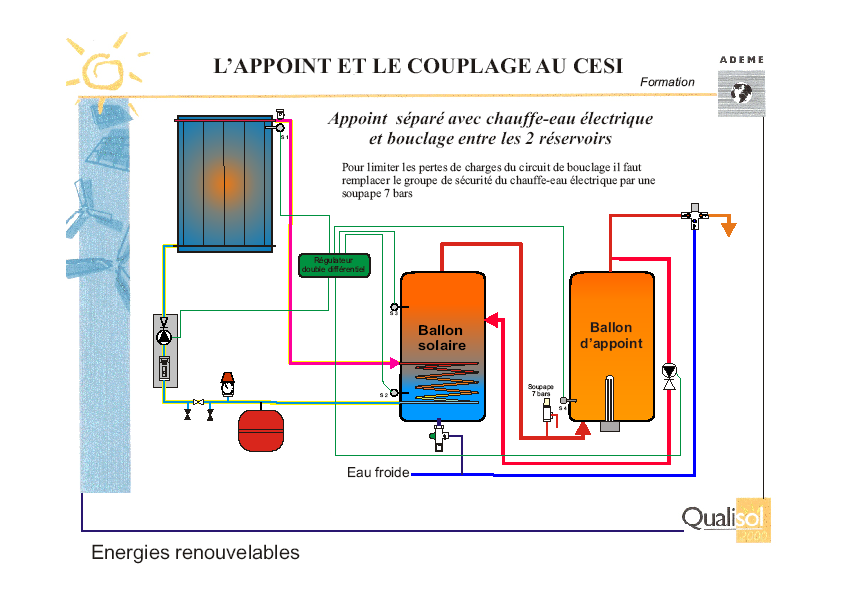 L'APPOINT ET LE COUPLAGE AU CESI
Formation
ADEME
Appoint séparé avec chauffe-eau électrique
et bouclage entre les 2 réservoirs
Pour limiter les pertes de charges du circuit de bouclage il faut
remplacer le groupe de sécurité du chauffe-eau électrique par une
soupape 7 bars
S 1
Régulateur
double différentiel
S 3
Ballon
solaire
Ballon
d'appoint
Soupape
7 bars
S 2
S 4
Eau froide
Qualisol
2000
Energies renouvelables